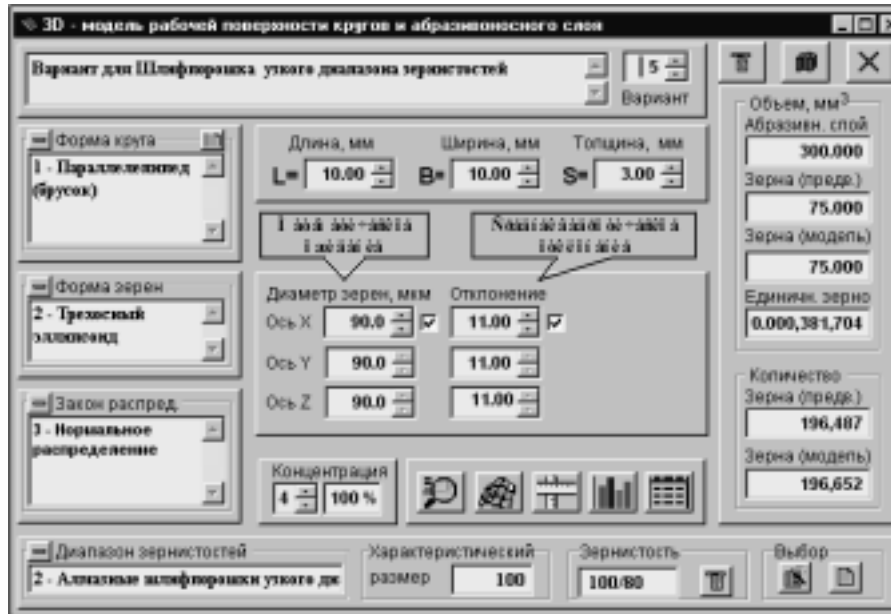 3D - модель рабочей поверхности кругов и абразивоносного слоя
Вариант для Шлифпорошка узкого диапазона зернистостей
5
Вариант
Объем, мм3
Абразивн. слой
300.000
Зерна (предв.)
75.000
Зерна (модель)
75.000
Единичн. зерно
0.000,381,704
Форма круга
1 - Параллелепипед
(брусок)
Длина, мм
Ширина, мм
Толщина, мм
L= 10.00
B= 10.00
S= 3.00
Форма зерен
2 - Трехосный
эллипсоид
Диаметр зерен, мкм
Отклонение
Ось X 90.0 11.00
Ось Y 90.0 11.00
Ось Z 90.0 11.00
Закон распред.
3 - Нормальное
распределение
Количество
Зерна (предв.)
196,487
Зерна (модель)
196,652
Концентрация
4 100 %
Диапазон зернистостей
2 - Алмазные шлифпорошки узкого ди
Характеристический
размер 100
Зернистость
100/80
Выбор